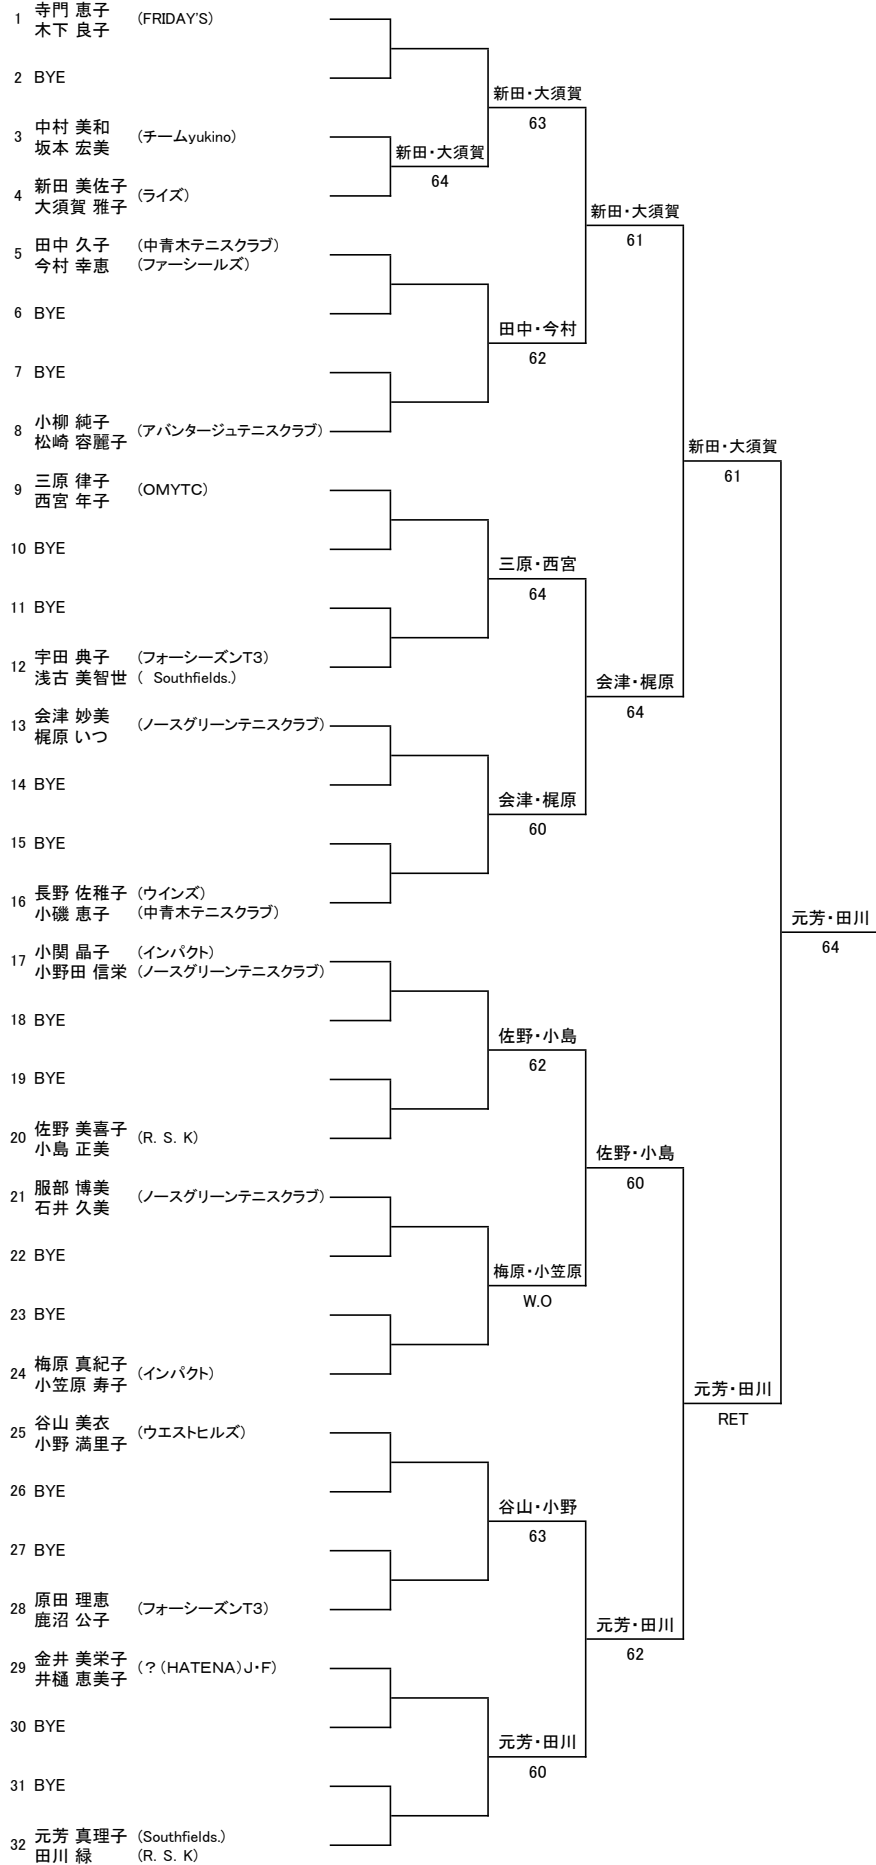 1 寺門 恵子 (FRIDAY'S)
木下 良子
2 BYE
新田・大須賀
63
3 中村 美和 (チームyukino)
坂本 宏美
新田・大須賀
64
4 新田 美佐子 (ライズ)
大須賀 雅子
新田・大須賀
61
5 田中 久子 (中青木テニスクラブ)
今村 幸恵 (ファーシールズ)
6 BYE
田中・今村
62
7 BYE
8 小柳 純子 (アバンタージュテニスクラブ)
松崎 容麗子
新田・大須賀
61
9 三原 律子 (OMYTC)
西宮 年子
10 BYE
三原・西宮
64
11 BYE
12 宇田 典子 (フォーシーズンT3)
浅古 美智世 ( Southfields.)
会津・梶原
64
13 会津 妙美 (ノースグリーンテニスクラブ)
梶原 いつ
14 BYE
会津・梶原
60
15 BYE
16 長野 佐稚子 (ウインズ)
小磯 恵子 (中青木テニスクラブ)
元芳・田川
64
17 小関 晶子 (インパクト)
小野田 信栄 (ノースグリーンテニスクラブ)
18 BYE
佐野・小島
62
19 BYE
20 佐野 美喜子 (R. S. K)
小島 正美
佐野・小島
60
21 服部 博美 (ノースグリーンテニスクラブ)
石井 久美
22 BYE
梅原・小笠原
W.O
23 BYE
24 梅原 真紀子 (インパクト)
小笠原 寿子
元芳・田川
RET
25 谷山 美衣 (ウエストヒルズ)
小野 満里子
26 BYE
谷山・小野
63
27 BYE
28 原田 理恵 (フォーシーズンT3)
鹿沼 公子
元芳・田川
62
29 金井 美栄子 (？(HATENA)J・F)
井樋 恵美子
30 BYE
元芳・田川
60
31 BYE
32 元芳 真理子 (Southfields.)
田川 緑 (R. S. K)